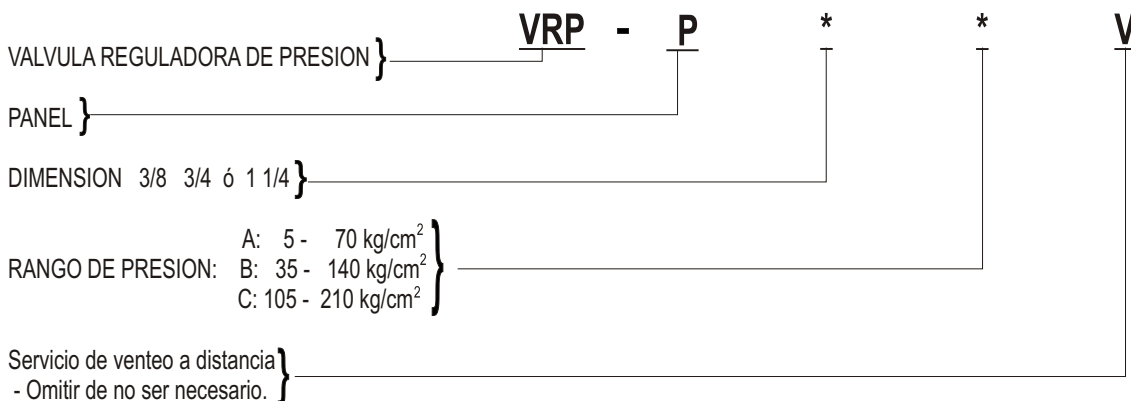 VRP - P * * V
VALVULA REGULADORA DE PRESION
PANEL
DIMENSION 3/8 3/4 ó 1 1/4
A: 5 - 70 kg/cm²
RANGO DE PRESION: B: 35 - 140 kg/cm²
C: 105 - 210 kg/cm²
Servicio de venteo a distancia
- Omitir de no ser necesario.